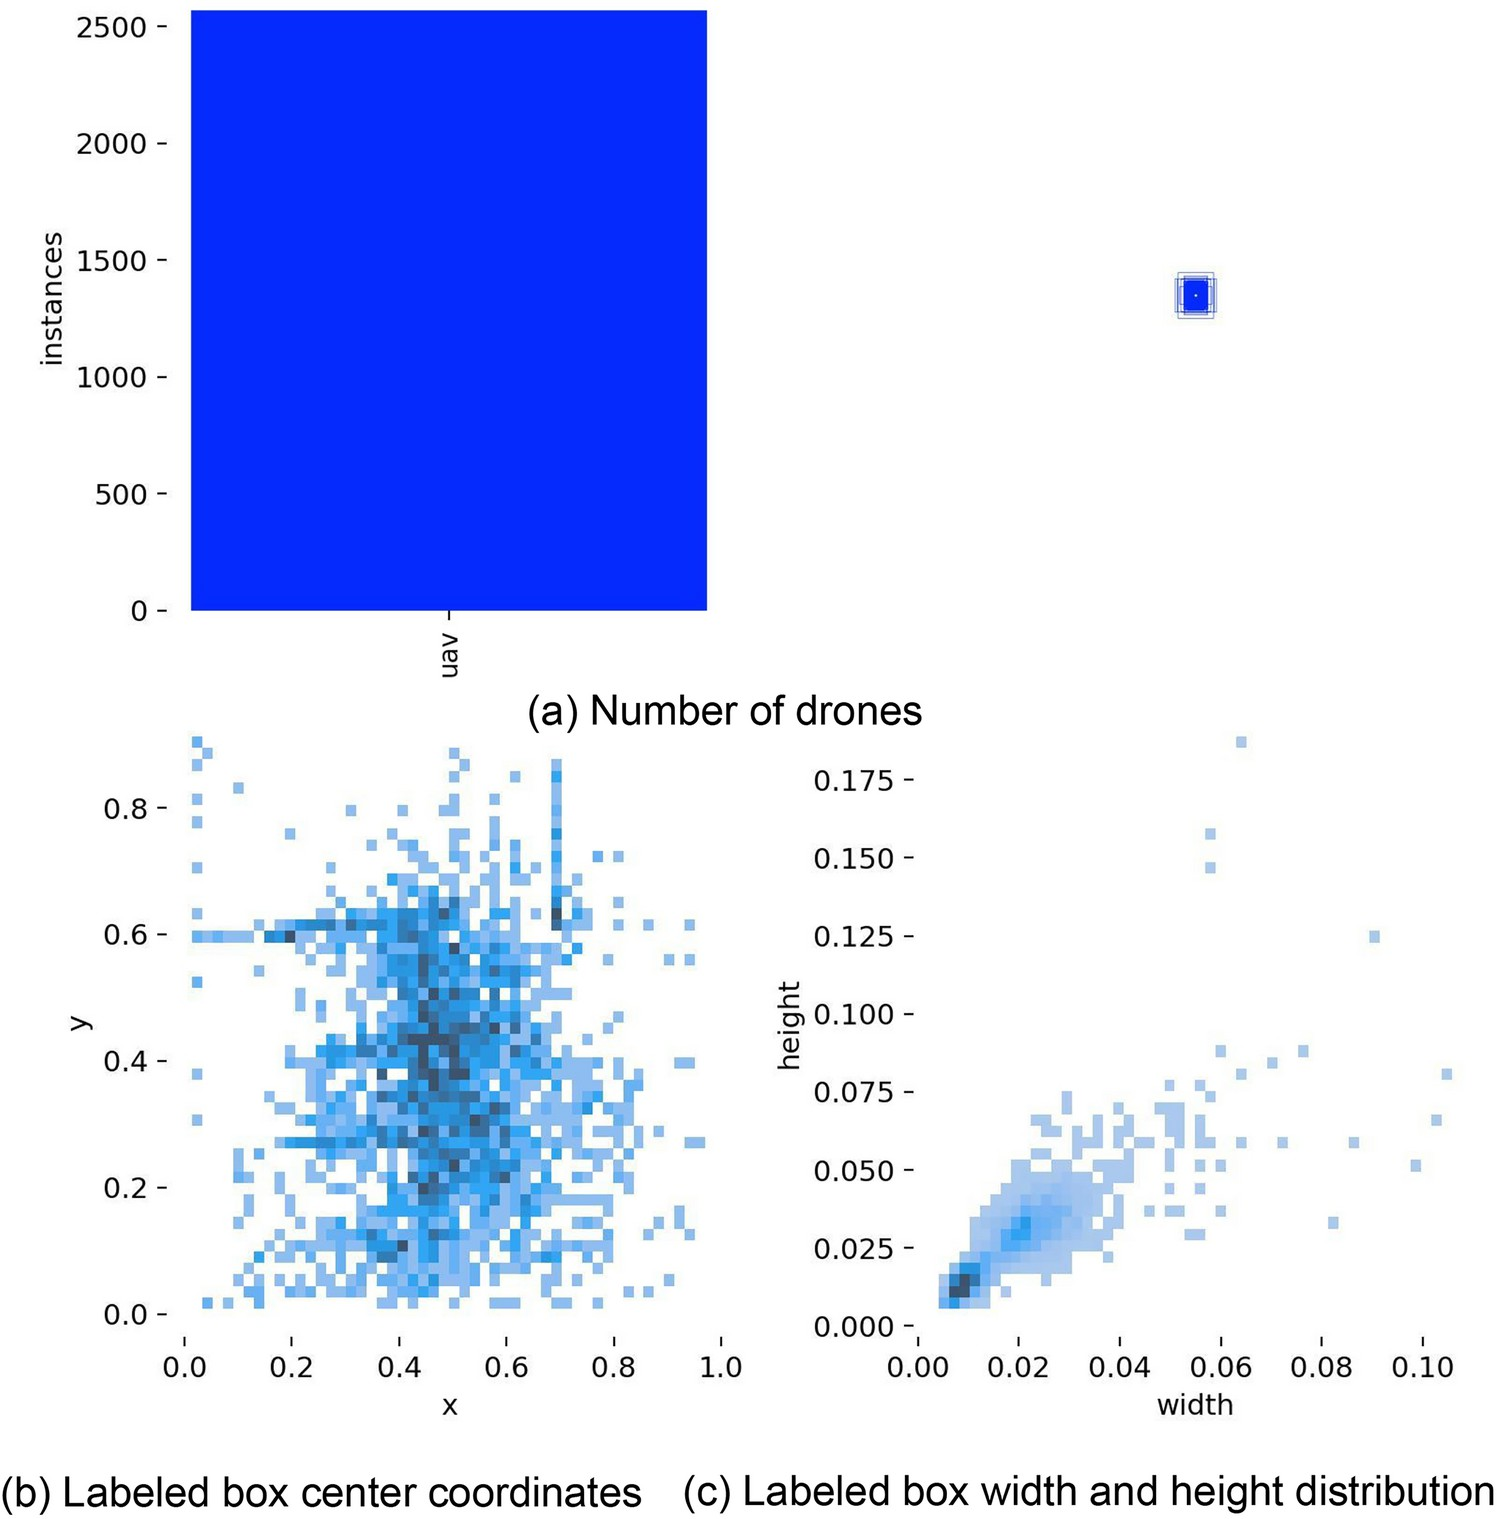 2500
2000
1500
1000
500
0
instances
uav
(a) Number of drones
0.8
0.6
0.4
0.2
0.0
y
0.0 0.2 0.4 0.6 0.8 1.0
x
0.175
0.150
0.125
0.100
0.075
0.050
0.025
0.000
height
0.00 0.02 0.04 0.06 0.08 0.10
width
(b) Labeled box center coordinates
(c) Labeled box width and height distribution